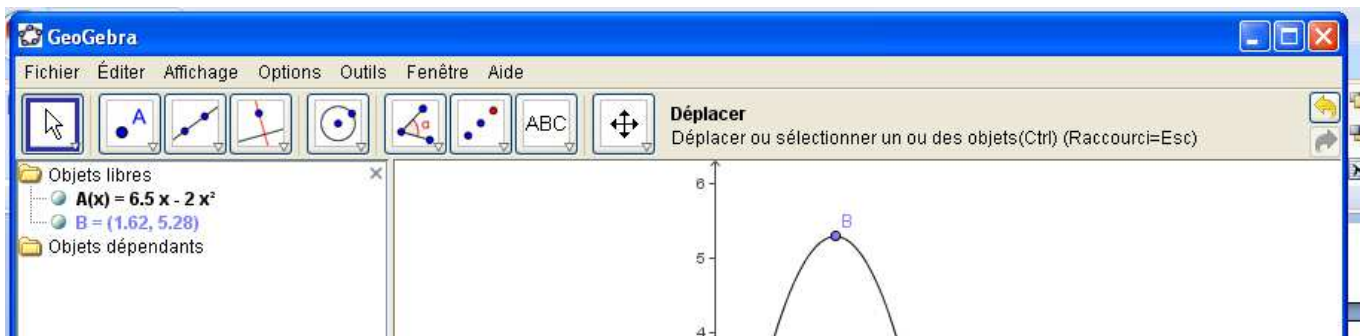 GeoGebra
Fichier Éditer Affichage Options Outils Fenêtre Aide
A
α
ABC
Déplacer
Déplacer ou sélectionner un ou des objets(Ctrl) (Raccourci=Esc)
Objets libres
A(x) = 6.5 x - 2 x²
B = (1.62, 5.28)
Objets dépendants
6
B
5
4